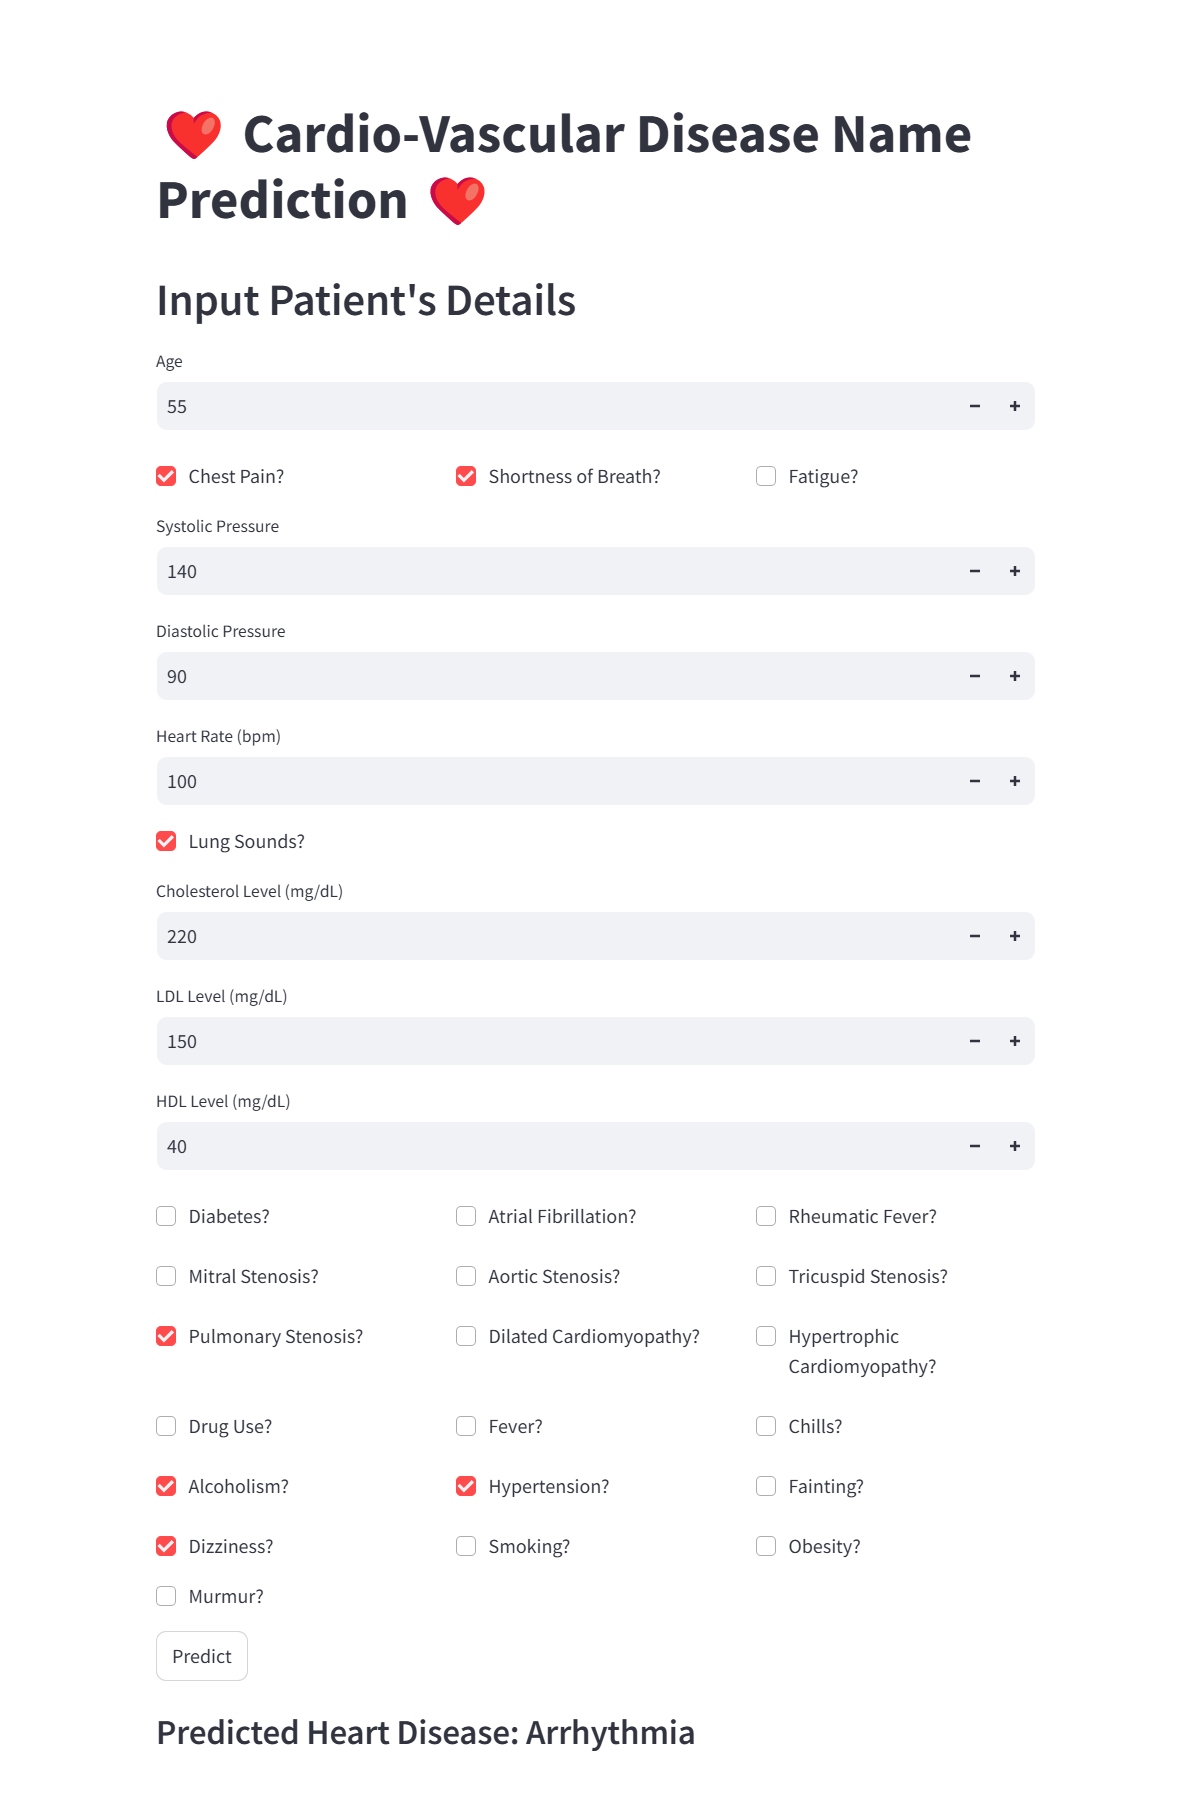 Cardio-Vascular Disease Name
Prediction
Input Patient's Details
Age
55
Chest Pain? Shortness of Breath? Fatigue?
Systolic Pressure
140
Diastolic Pressure
90
Heart Rate (bpm)
100
Lung Sounds?
Cholesterol Level (mg/dL)
220
LDL Level (mg/dL)
150
HDL Level (mg/dL)
40
Diabetes? Atrial Fibrillation? Rheumatic Fever?
Mitral Stenosis? Aortic Stenosis? Tricuspid Stenosis?
Pulmonary Stenosis? Dilated Cardiomyopathy? Hypertrophic
Cardiomyopathy?
Drug Use? Fever? Chills?
Alcoholism? Hypertension? Fainting?
Dizziness? Smoking? Obesity?
Murmur?
Predict
Predicted Heart Disease: Arrhythmia